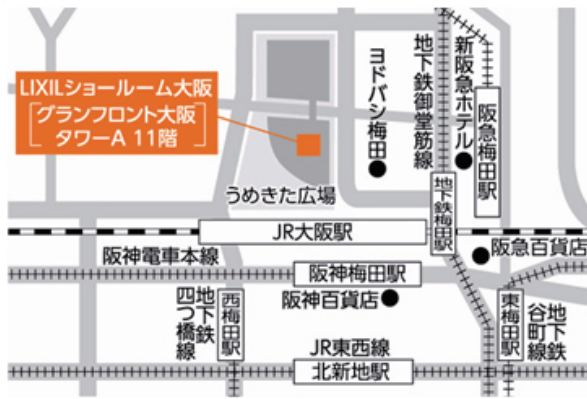 LIXILショールーム大阪
グランフロント大阪
タワーA 11階
うめきた広場
ヨドバシ梅田
地下鉄御堂筋線
新阪急ホテル
阪急梅田駅
地下鉄梅田駅
JR大阪駅
阪急百貨店
阪神電車本線
阪神梅田駅
阪神百貨店
地下鉄
四つ橋線
西梅田駅
東梅田駅
地下鉄
谷町線
JR東西線
北新地駅